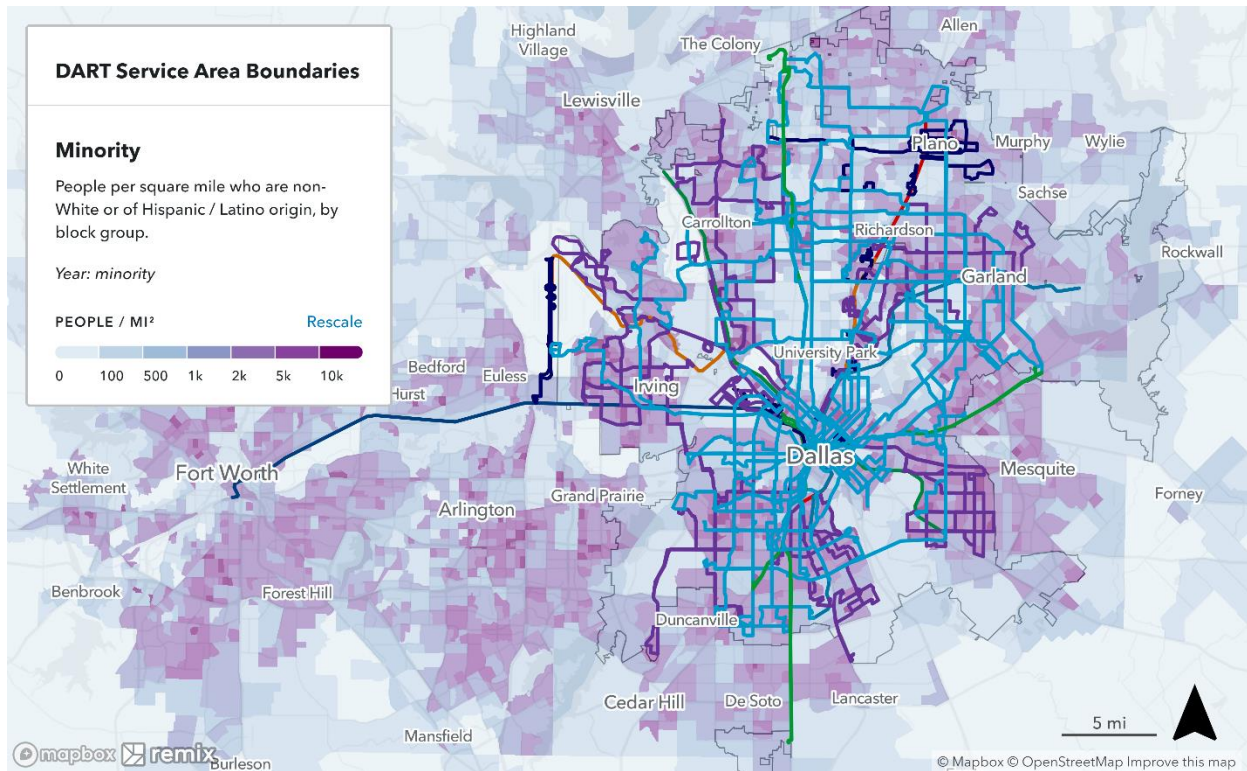 DART Service Area Boundaries
Minority
People per square mile who are non-
White or of Hispanic / Latino origin, by
block group.
Year: minority
PEOPLE / MI²
Rescale
0 100 500 1k 2k 5k 10k
Highland
Village
The Colony
Allen
Lewisville
Plano
Murphy
Wylie
Sachse
Carrollton
Richardson
Rockwall
Garland
University Park
Bedford
Euless
Hurst
Irving
Dallas
White
Settlement
Fort Worth
Mesquite
Grand Prairie
Arlington
Forney
Benbrook
Forest Hill
Duncanville
Cedar Hill
De Soto
Lancaster
Mansfield
5 mi
mapbox remix
Burleson
© Mapbox © OpenStreetMap Improve this map